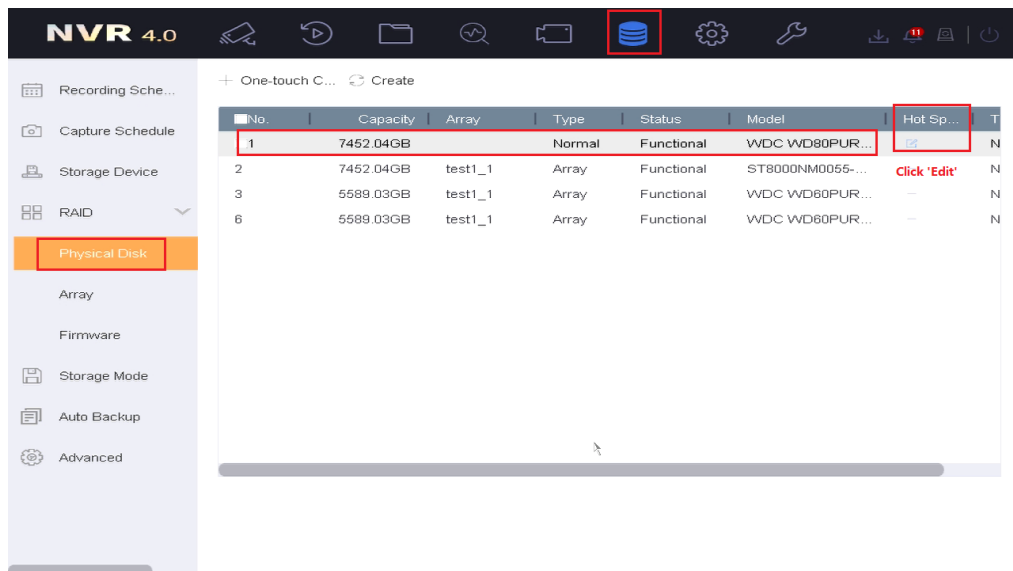 NVR 4.0
11
Recording Sche...
Capture Schedule
Storage Device
RAID
Physical Disk
Array
Firmware
Storage Mode
Auto Backup
Advanced
One-touch C... Create
No. Capacity Array Type Status Model Hot Sp... T
1 7452.04GB Normal Functional WDC WD80PUR... N
2 7452.04GB test1_1 Array Functional ST8000NM0055-... N
Click 'Edit'
3 5589.03GB test1_1 Array Functional WDC WD60PUR... — N
6 5589.03GB test1_1 Array Functional WDC WD60PUR... — N